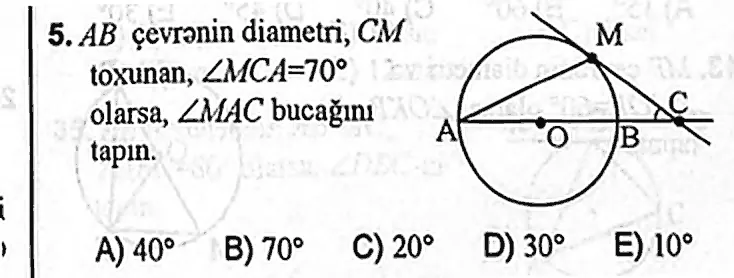 5. AB çevrənin diametri, CM
toxunan, ∠MCA=70°
olarsa, ∠MAC bucağını
tapın.
M
C
A
O
B
A) 40° B) 70° C) 20° D) 30° E) 10°